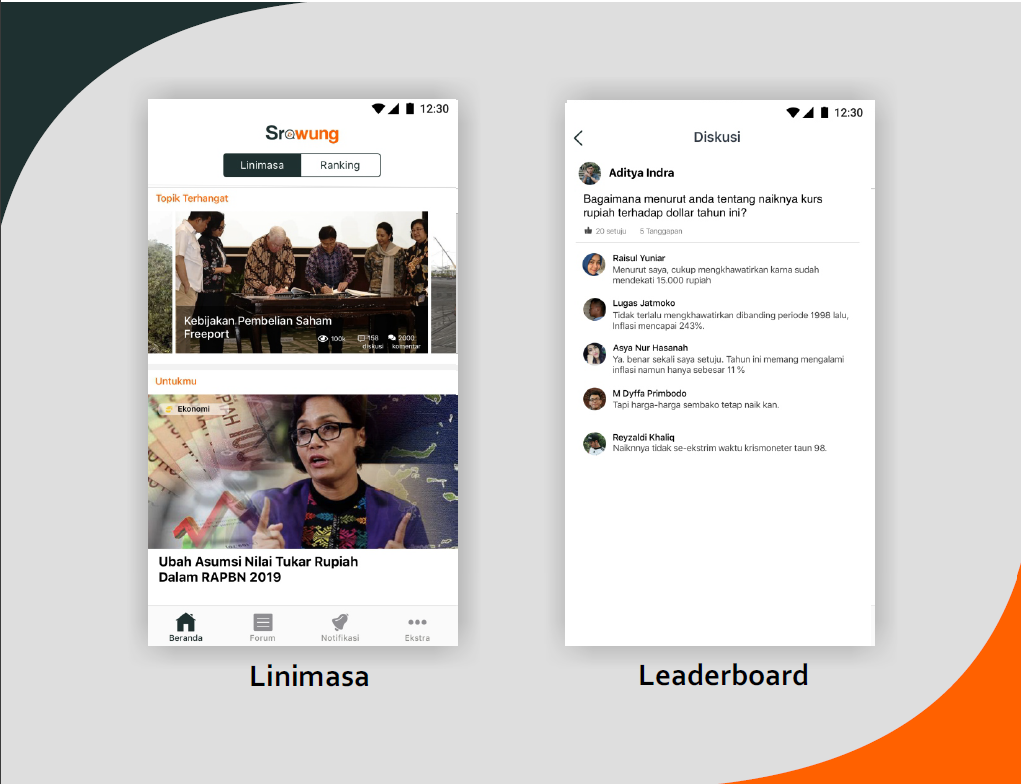 12:30
Srawung
Linimasa
Ranking
Topik Terhangat
Kebijakan Pembelian Saham
Freeport
100k
158
diskusi
2000
komentar
Untukmu
Ekonomi
Ubah Asumsi Nilai Tukar Rupiah
Dalam RAPBN 2019
Beranda
Forum
Notifikasi
Ekstra
Linimasa
12:30
Diskusi
Aditya Indra
Bagaimana menurut anda tentang naiknya kurs
rupiah terhadap dollar tahun ini?
20 setuju
5 Tanggapan
Raisul Yuniar
Menurut saya, cukup mengkhawatirkan karna sudah
mendekati 15.000 rupiah
Lugas Jatmoko
Tidak terlalu mengkhawatirkan dibanding periode 1998 lalu,
Inflasi mencapai 243%.
Asya Nur Hasanah
Ya. benar sekali saya setuju. Tahun ini memang mengalami
inflasi namun hanya sebesar 11 %
M Dyffa Primbodo
Tapi harga-harga sembako tetap naik kan.
Reyzaldi Khaliq
Naiknnya tidak se-ekstrim waktu krismoneter taun 98.
Leaderboard